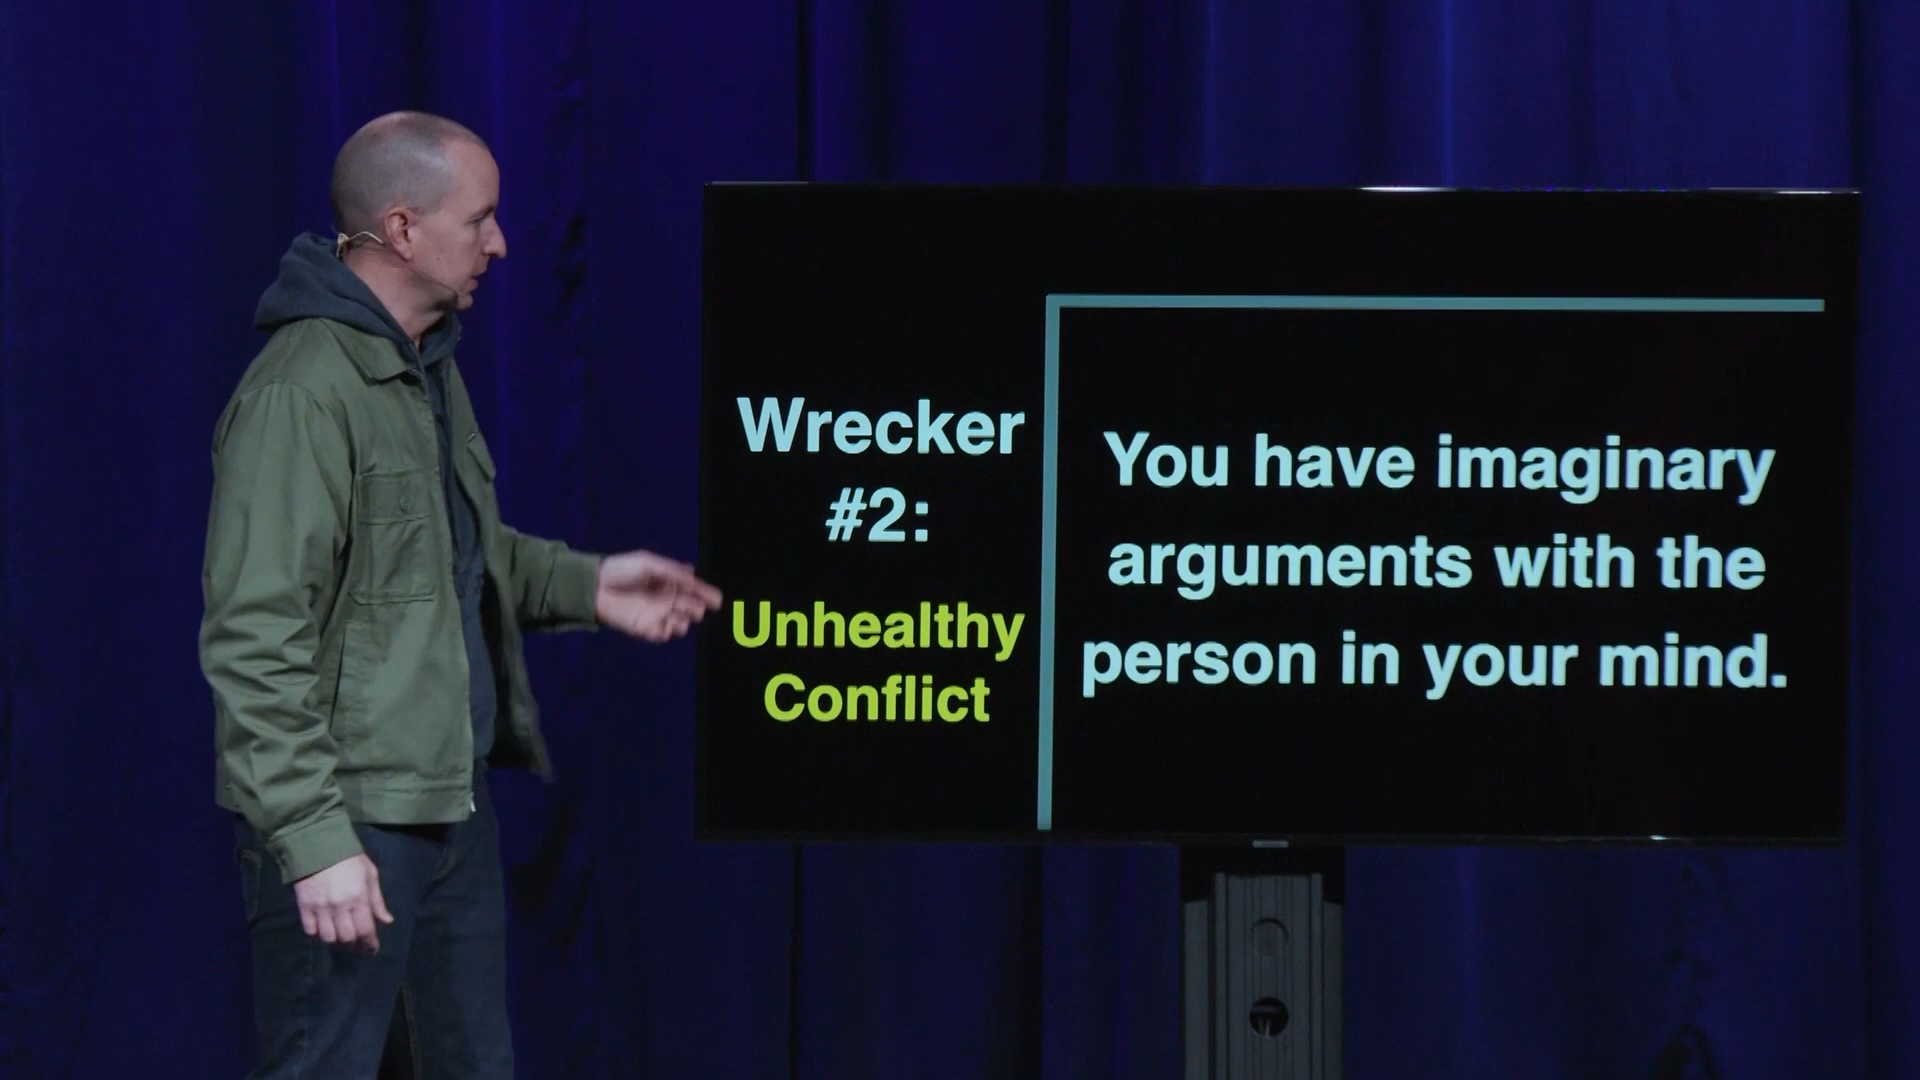 Wrecker
#2:
Unhealthy
Conflict
You have imaginary
arguments with the
person in your mind.